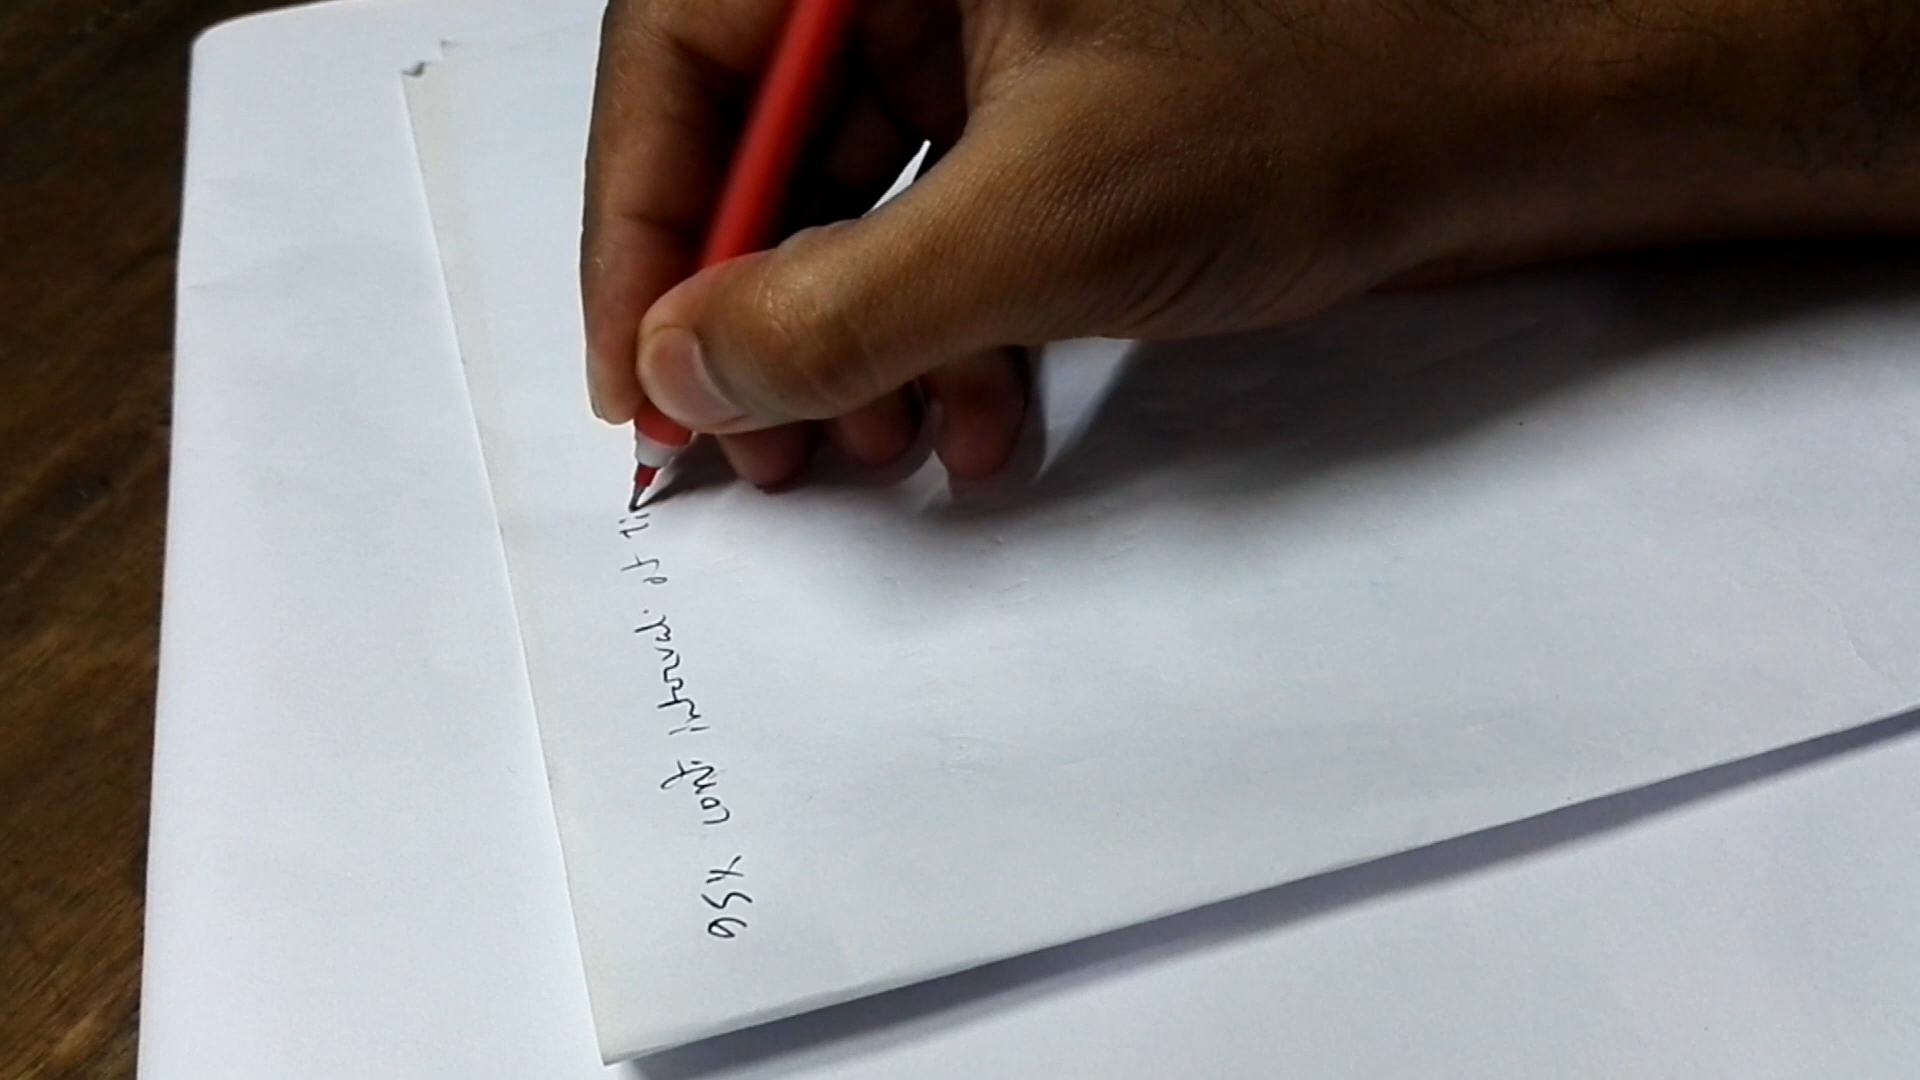 95% conf. interval. of